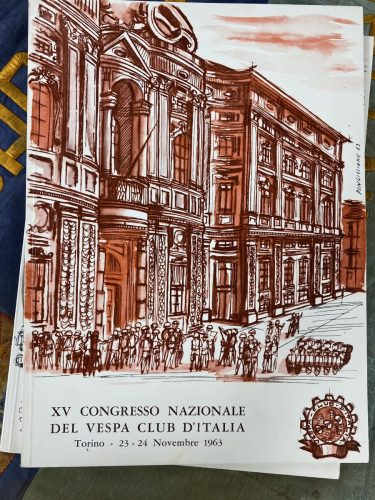 XV CONGRESSO NAZIONALE
DEL VESPA CLUB D'ITALIA
Torino - 23 - 24 Novembre 1963